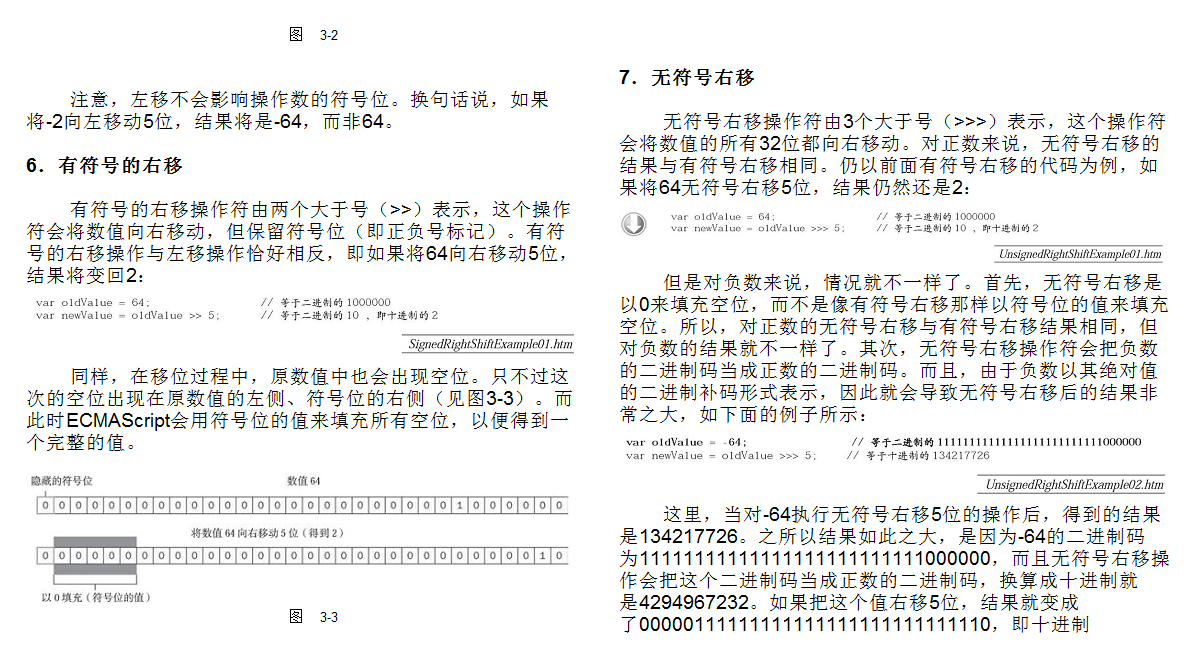 图 3-2
注意，左移不会影响操作数的符号位。换句话说，如果
将-2向左移动5位，结果将是-64，而非64。
6．有符号的右移
有符号的右移操作符由两个大于号（>>）表示，这个操作
符会将数值向右移动，但保留符号位（即正负号标记）。有符
号的右移操作与左移操作恰好相反，即如果将64向右移动5位，
结果将变回2：
var oldValue = 64; // 等于二进制的 1000000
var newValue = oldValue >> 5; // 等于二进制的 10 ，即十进制的 2
SignedRightShiftExample01.htm
同样，在移位过程中，原数值中也会出现空位。只不过这
次的空位出现在原数值的左侧、符号位的右侧（见图3-3）。而
此时ECMAScript会用符号位的值来填充所有空位，以便得到一
个完整的值。
隐藏的符号位 数值 64
0 0 0 0 0 0 0 0 0 0 0 0 0 0 0 0 0 0 0 0 0 0 0 0 0 1 0 0 0 0 0 0
将数值 64 向右移动 5 位（得到 2）
0 0 0 0 0 0 0 0 0 0 0 0 0 0 0 0 0 0 0 0 0 0 0 0 0 0 0 0 0 0 1 0
以 0 填充（符号位的值）
图 3-3
7．无符号右移
无符号右移操作符由3个大于号（>>>）表示，这个操作符
会将数值的所有32位都向右移动。对正数来说，无符号右移的
结果与有符号右移相同。仍以前面有符号右移的代码为例，如
果将64无符号右移5位，结果仍然还是2：
var oldValue = 64; // 等于二进制的 1000000
var newValue = oldValue >>> 5; // 等于二进制的 10 ，即十进制的 2
UnsignedRightShiftExample01.htm
但是对负数来说，情况就不一样了。首先，无符号右移是
以0来填充空位，而不是像有符号右移那样以符号位的值来填充
空位。所以，对正数的无符号右移与有符号右移结果相同，但
对负数的结果就不一样了。其次，无符号右移操作符会把负数
的二进制码当成正数的二进制码。而且，由于负数以其绝对值
的二进制补码形式表示，因此就会导致无符号右移后的结果非
常之大，如下面的例子所示：
var oldValue = -64; // 等于二进制的 11111111111111111111111111000000
var newValue = oldValue >>> 5; // 等于十进制的 134217726
UnsignedRightShiftExample02.htm
这里，当对-64执行无符号右移5位的操作后，得到的结果
是134217726。之所以结果如此之大，是因为-64的二进制码
为11111111111111111111111111000000，而且无符号右移操
作会把这个二进制码当成正数的二进制码，换算成十进制就
是4294967232。如果把这个值右移5位，结果就变成
了00000111111111111111111111111110，即十进制